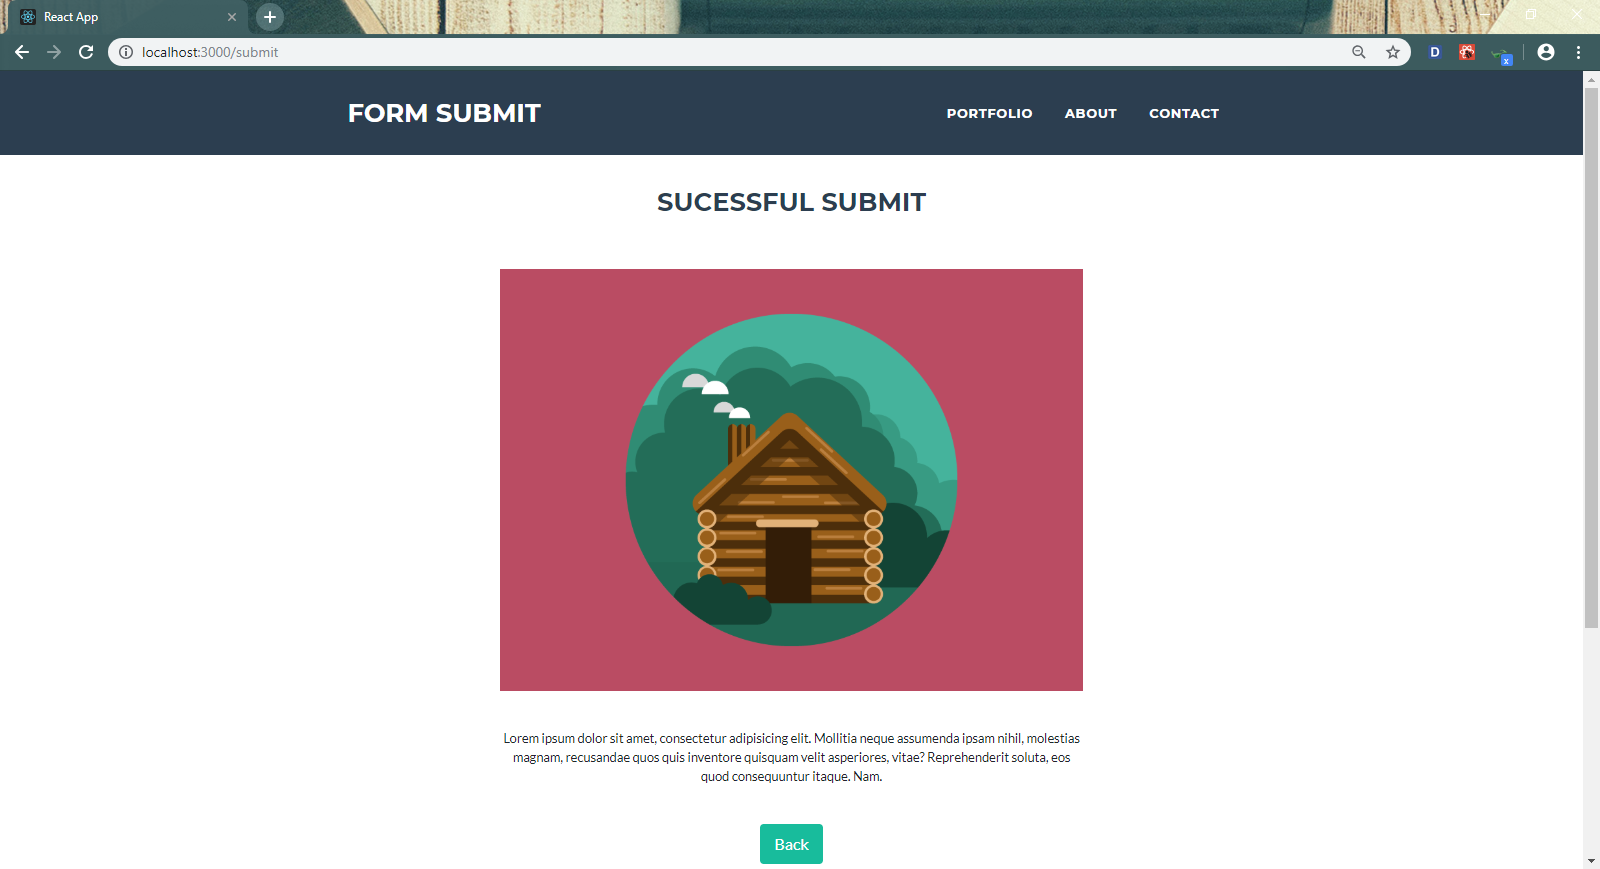 React App
localhost:3000/submit
D
x
FORM SUBMIT
PORTFOLIO ABOUT CONTACT
SUCESSFUL SUBMIT
Lorem ipsum dolor sit amet, consectetur adipisicing elit. Mollitia neque assumenda ipsam nihil, molestias
magnam, recusandae quos quis inventore quisquam velit asperiores, vitae? Reprehenderit soluta, eos
quod consequuntur itaque. Nam.
Back